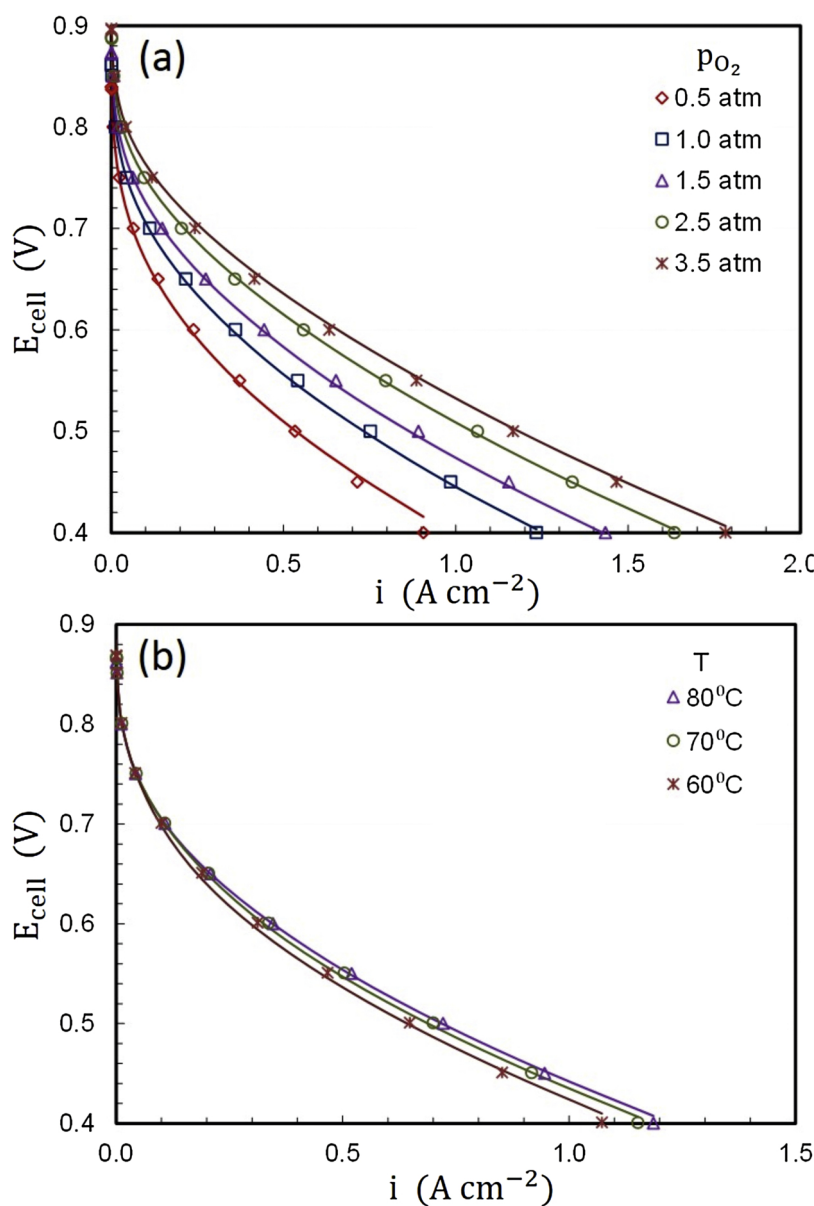 (a)
p_O₂
0.5 atm
1.0 atm
1.5 atm
2.5 atm
3.5 atm
0.9
0.8
0.7
0.6
0.5
0.4
E_cell (V)
0.0 0.5 1.0 1.5 2.0
i (A cm⁻²)
(b)
T
80⁰C
70⁰C
60⁰C
0.9
0.8
0.7
0.6
0.5
0.4
E_cell (V)
0.0 0.5 1.0 1.5
i (A cm⁻²)